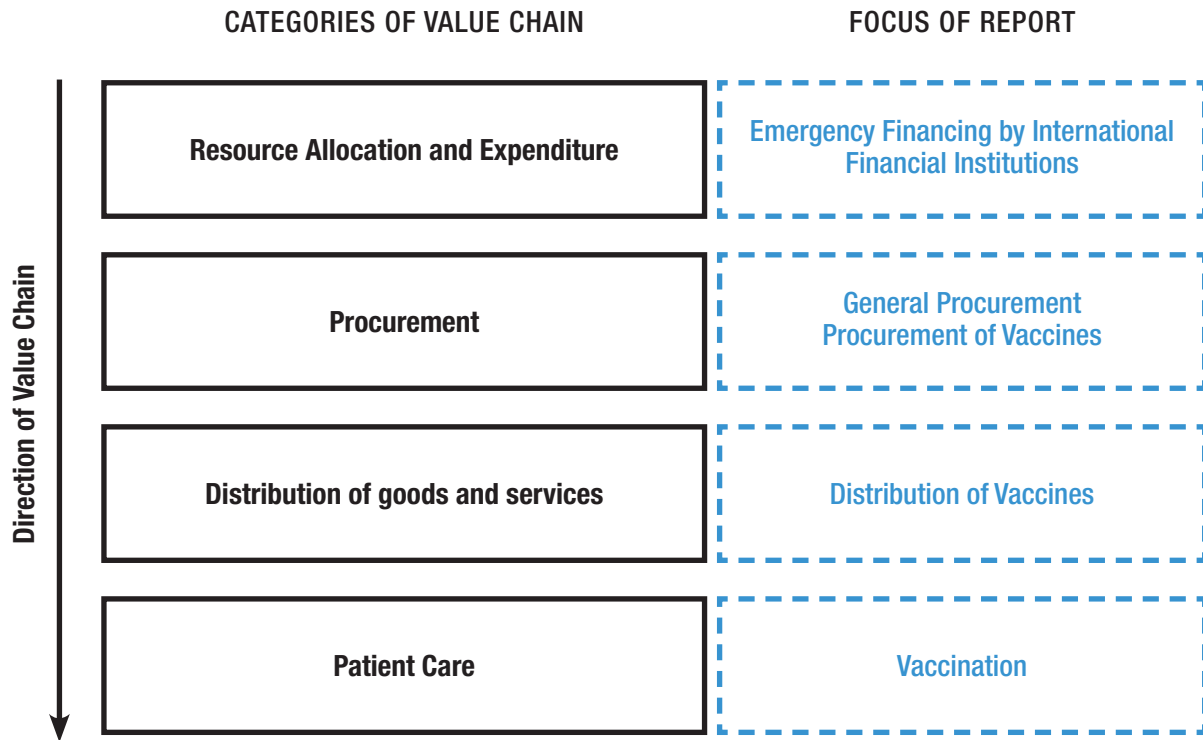 CATEGORIES OF VALUE CHAIN
FOCUS OF REPORT
Direction of Value Chain
Resource Allocation and Expenditure
Emergency Financing by International
Financial Institutions
Procurement
General Procurement
Procurement of Vaccines
Distribution of goods and services
Distribution of Vaccines
Patient Care
Vaccination